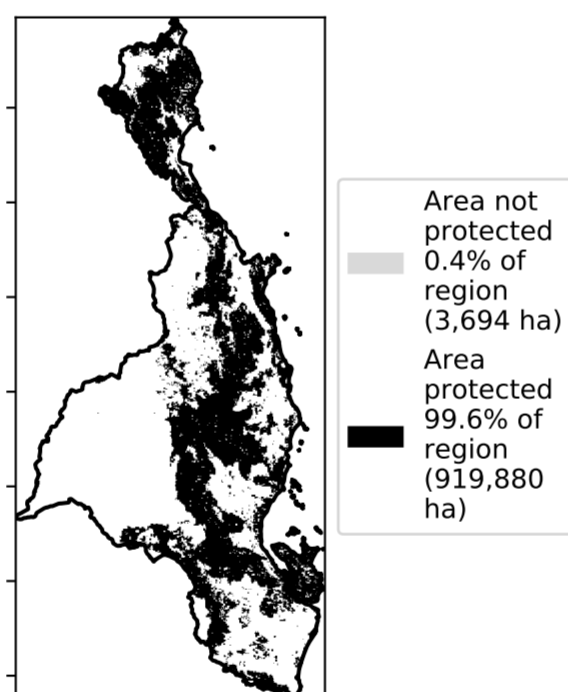 Area not
protected
0.4% of
region
(3,694 ha)
Area
protected
99.6% of
region
(919,880
ha)